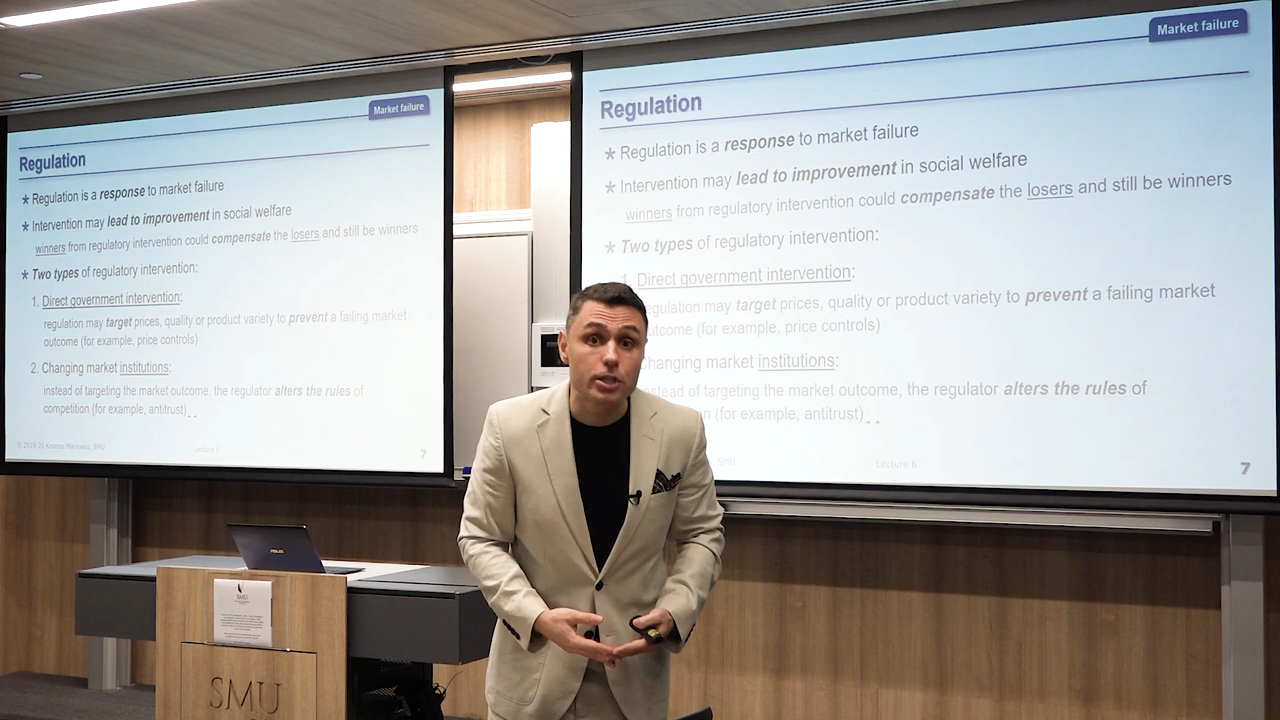 Market failure
Regulation
* Regulation is a response to market failure
* Intervention may lead to improvement in social welfare
winners from regulatory intervention could compensate the losers and still be winners
* Two types of regulatory intervention:
1. Direct government intervention:
regulation may target prices, quality or product variety to prevent a failing market
outcome (for example, price controls)
2. Changing market institutions:
instead of targeting the market outcome, the regulator alters the rules of
competition (for example, antitrust)
SMU
Lecture 6
7
Market failure
Regulation
* Regulation is a response to market failure
* Intervention may lead to improvement in social welfare
winners from regulatory intervention could compensate the losers and still be winners
* Two types of regulatory intervention:
1. Direct government intervention:
regulation may target prices, quality or product variety to prevent a failing market
outcome (for example, price controls)
Changing market institutions:
instead of targeting the market outcome, the regulator alters the rules of
(for example, antitrust)
SMU
Lecture 6
7
ASUS
SMU
SMU